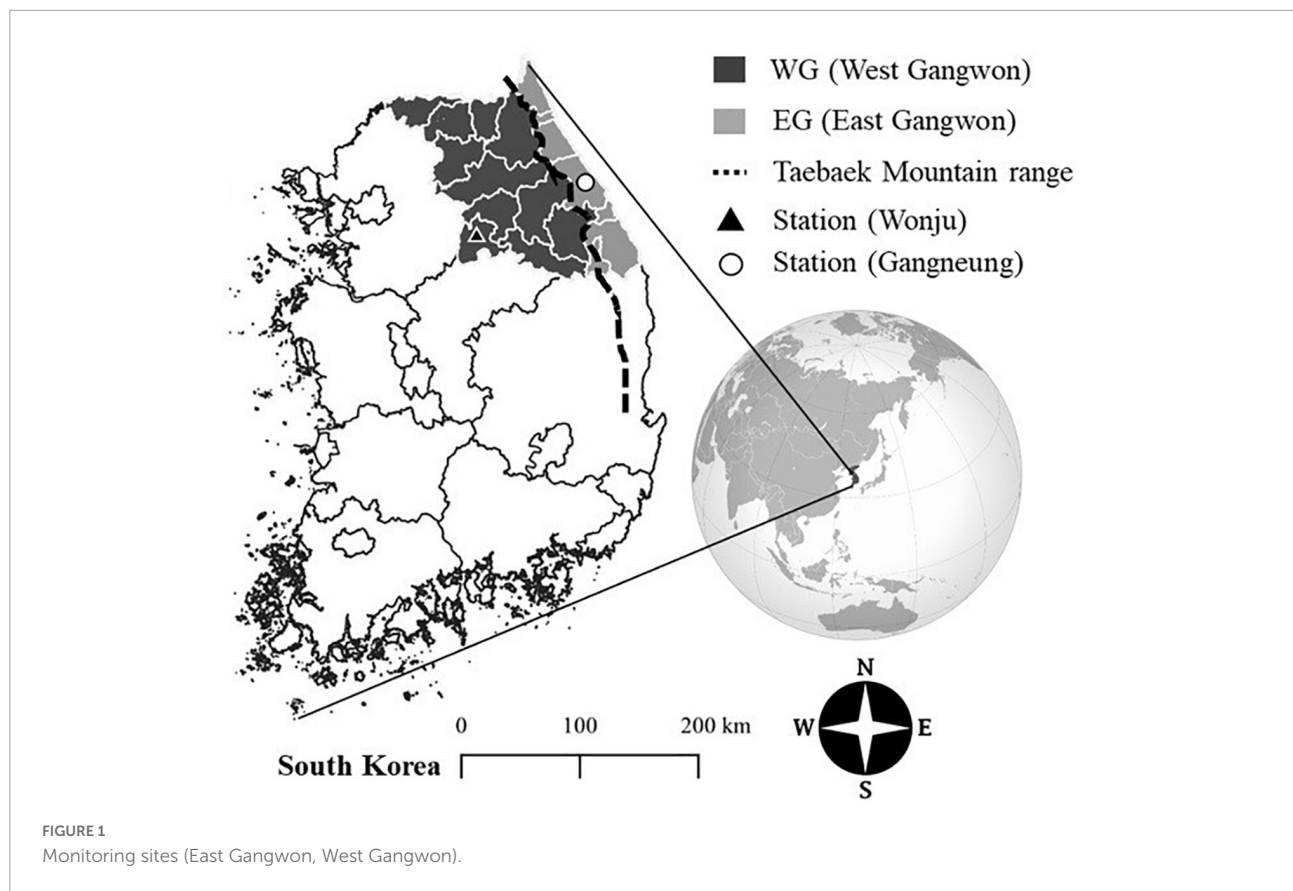 WG (West Gangwon)
EG (East Gangwon)
Taebaek Mountain range
Station (Wonju)
Station (Gangneung)
N
W E
S
0 100 200 km
South Korea
FIGURE 1
Monitoring sites (East Gangwon, West Gangwon).